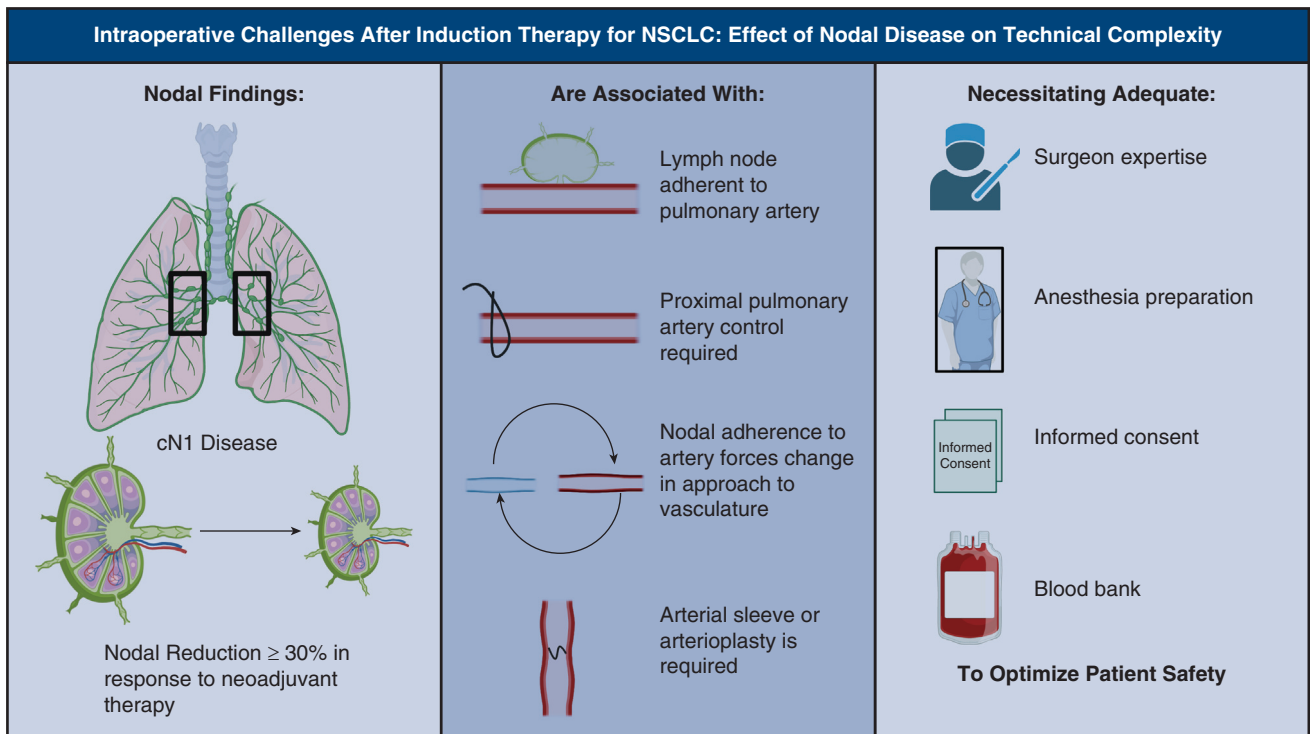 Intraoperative Challenges After Induction Therapy for NSCLC: Effect of Nodal Disease on Technical Complexity
Nodal Findings:
cN1 Disease
Nodal Reduction ≥ 30% in
response to neoadjuvant
therapy
Are Associated With:
Lymph node
adherent to
pulmonary artery
Proximal pulmonary
artery control
required
Nodal adherence to
artery forces change
in approach to
vasculature
Arterial sleeve or
arterioplasty is
required
Necessitating Adequate:
Surgeon expertise
Anesthesia preparation
Informed
Consent
Informed consent
Blood bank
To Optimize Patient Safety